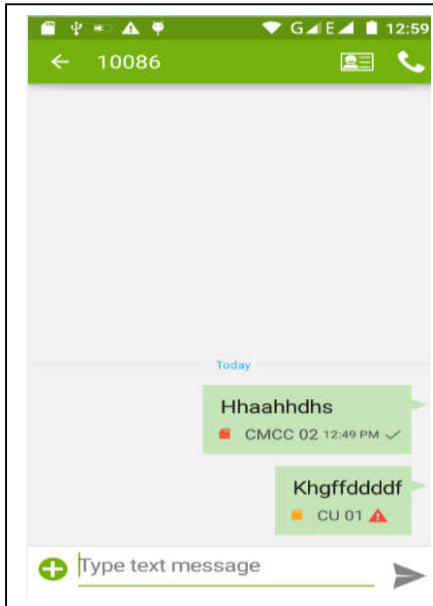 G E 12:59
10086
Today
Hhaahhdhs
CMCC 02 12:49 PM
Khgffddddf
CU 01
Type text message